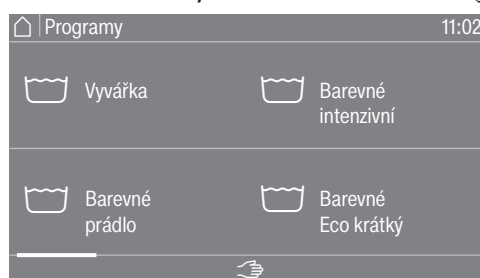 Programy 11:02
Vyvářka
Barevné
intenzivní
Barevné
prádlo
Barevné
Eco krátký